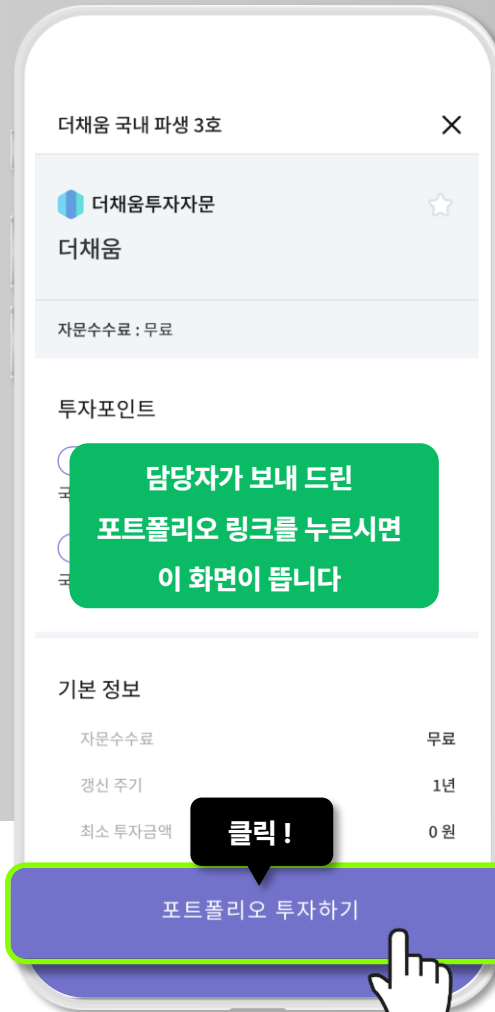 더채움 국내 파생 3호
더채움투자자문
더채움
자문수수료 : 무료
투자포인트
담당자가 보내 드린
포트폴리오 링크를 누르시면
이 화면이 뜹니다
기본 정보
자문수수료 무료
갱신 주기 1년
최소 투자금액 0 원
클릭 !
포트폴리오 투자하기